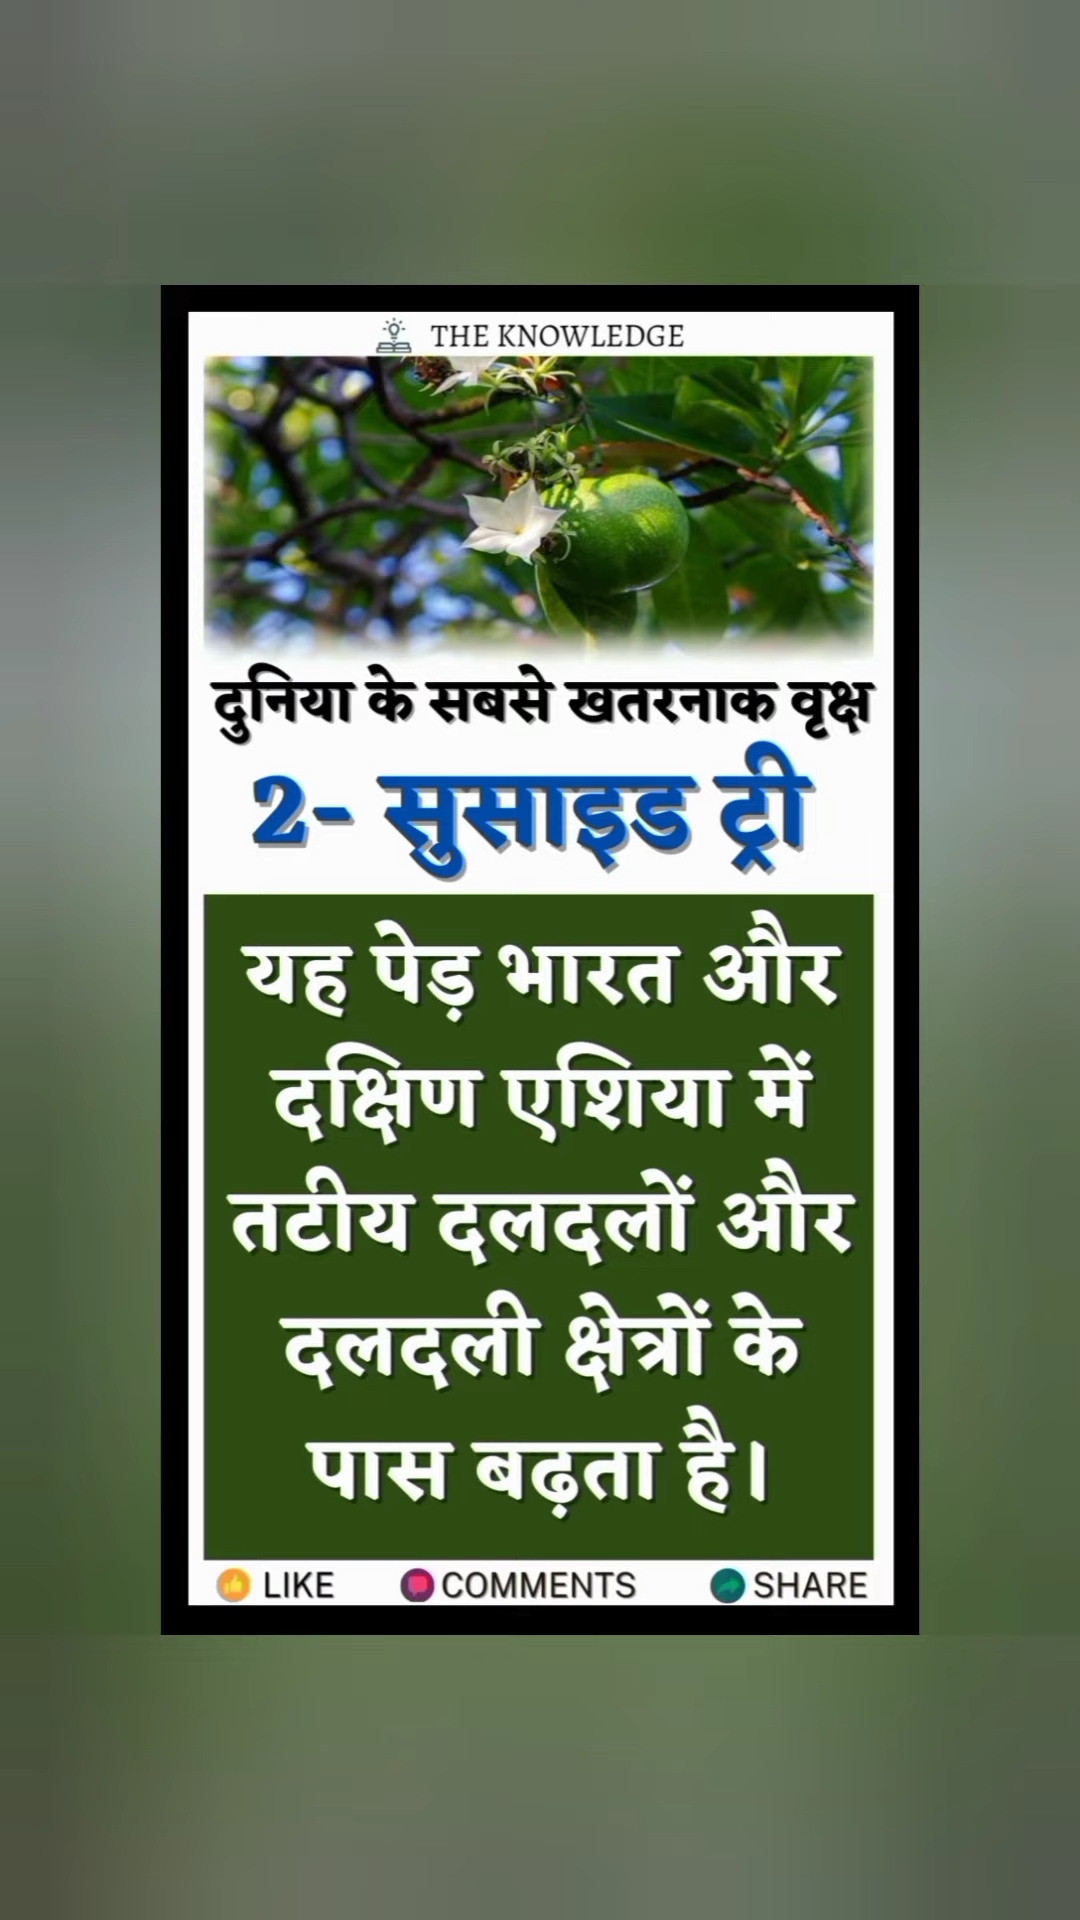 THE KNOWLEDGE
दुनिया के सबसे खतरनाक वृक्ष
2- सुसाइड ट्री
यह पेड़ भारत और
दक्षिण एशिया में
तटीय दलदलों और
दलदली क्षेत्रों के
पास बढ़ता है।
LIKE COMMENTS SHARE